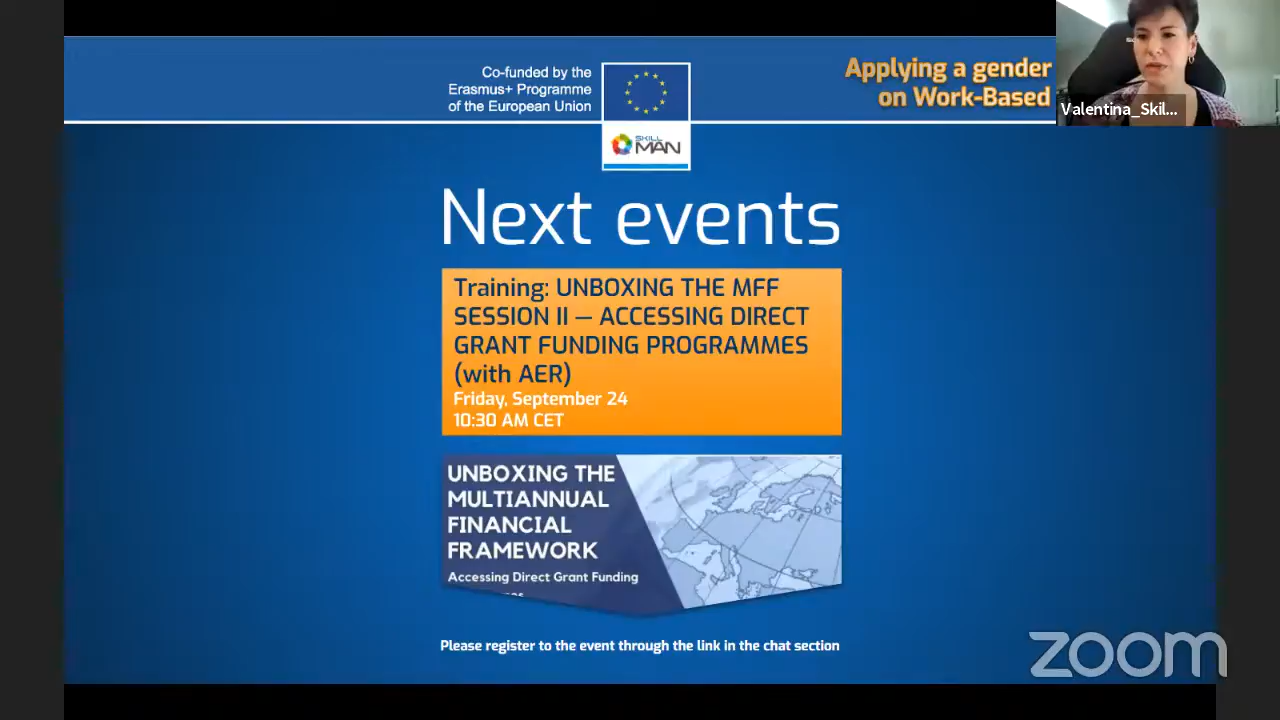 Co-funded by the
Erasmus+ Programme
of the European Union
SKILL
MAN
Applying a gender
on Work-Based
Valentina_Skil...
Next events
Training: UNBOXING THE MFF
SESSION II — ACCESSING DIRECT
GRANT FUNDING PROGRAMMES
(with AER)
Friday, September 24
10:30 AM CET
UNBOXING THE
MULTIANNUAL
FINANCIAL
FRAMEWORK
Accessing Direct Grant Funding
Please register to the event through the link in the chat section
zoom